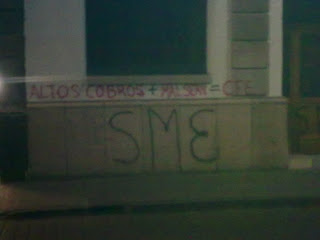 ALTOS COBROS + MAL SERV = CFE
SME